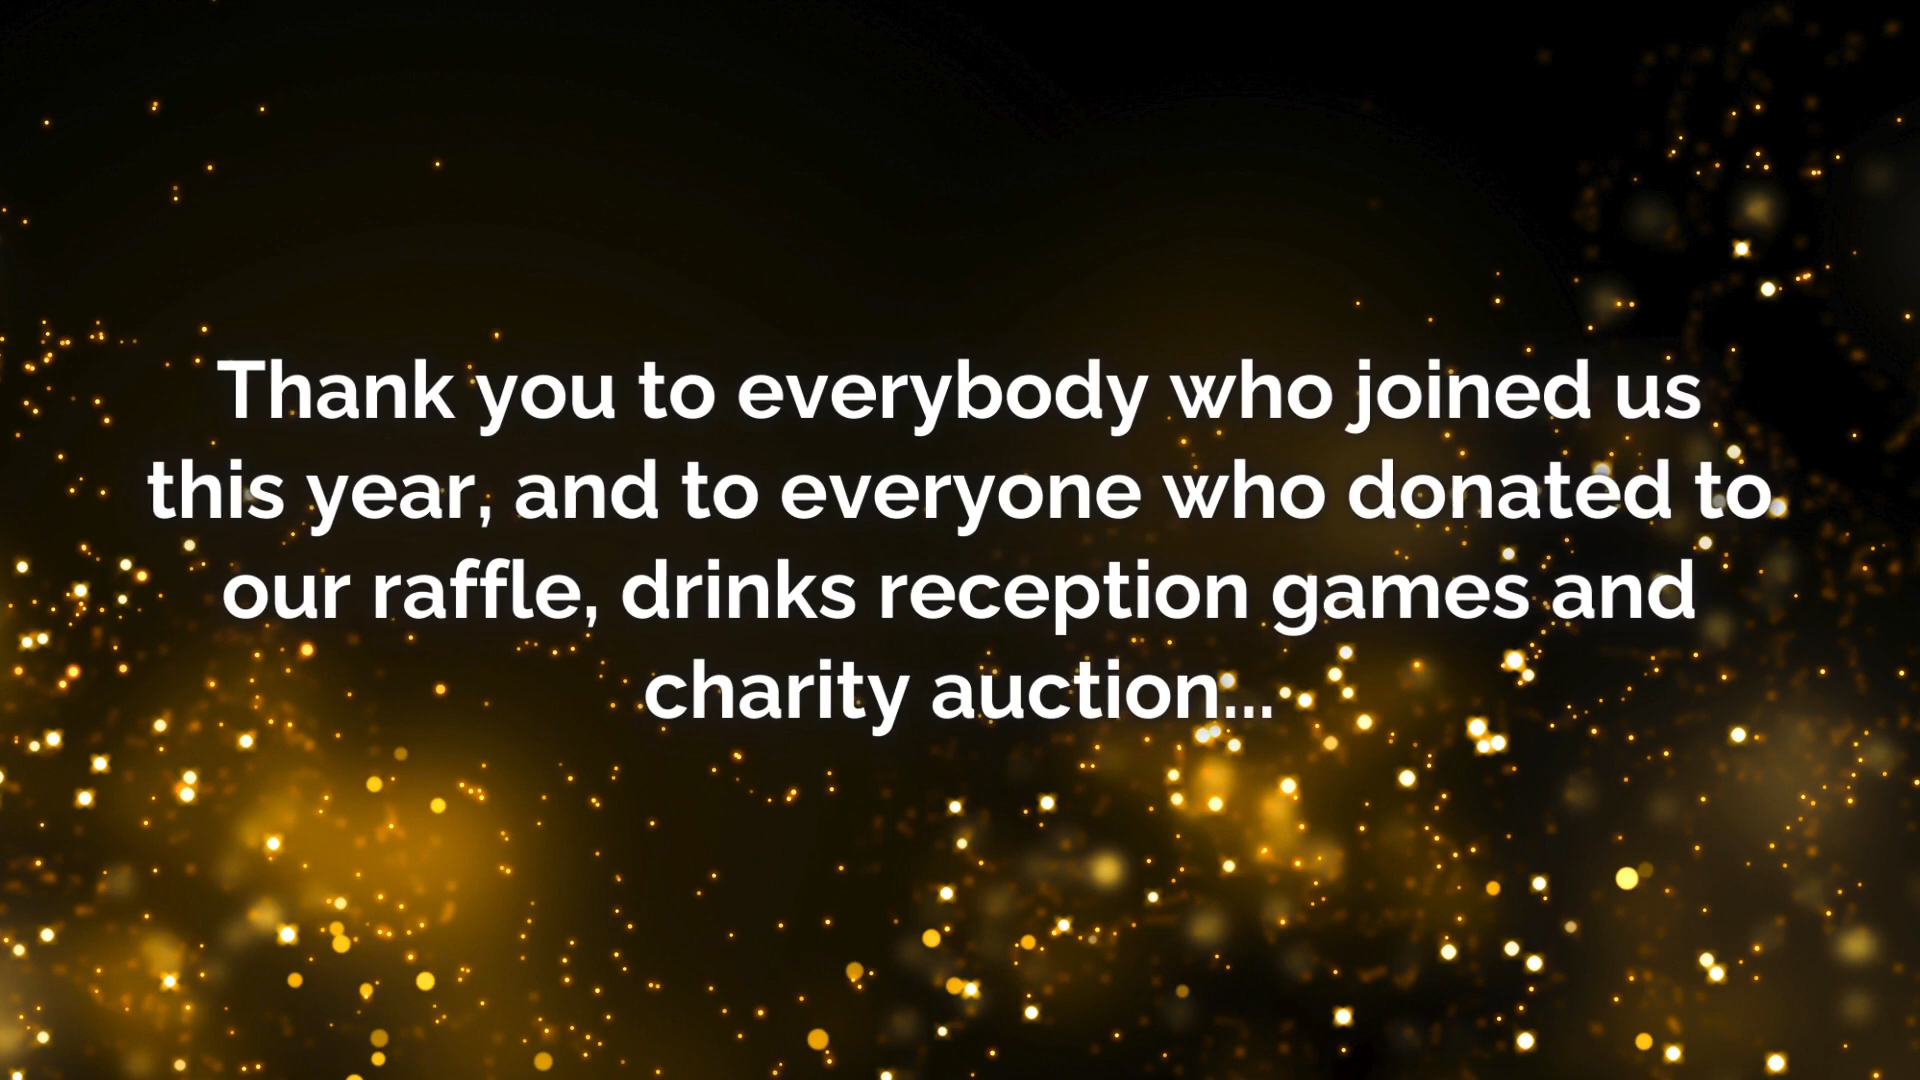 Thank you to everybody who joined us
this year, and to everyone who donated to
our raffle, drinks reception games and
charity auction...